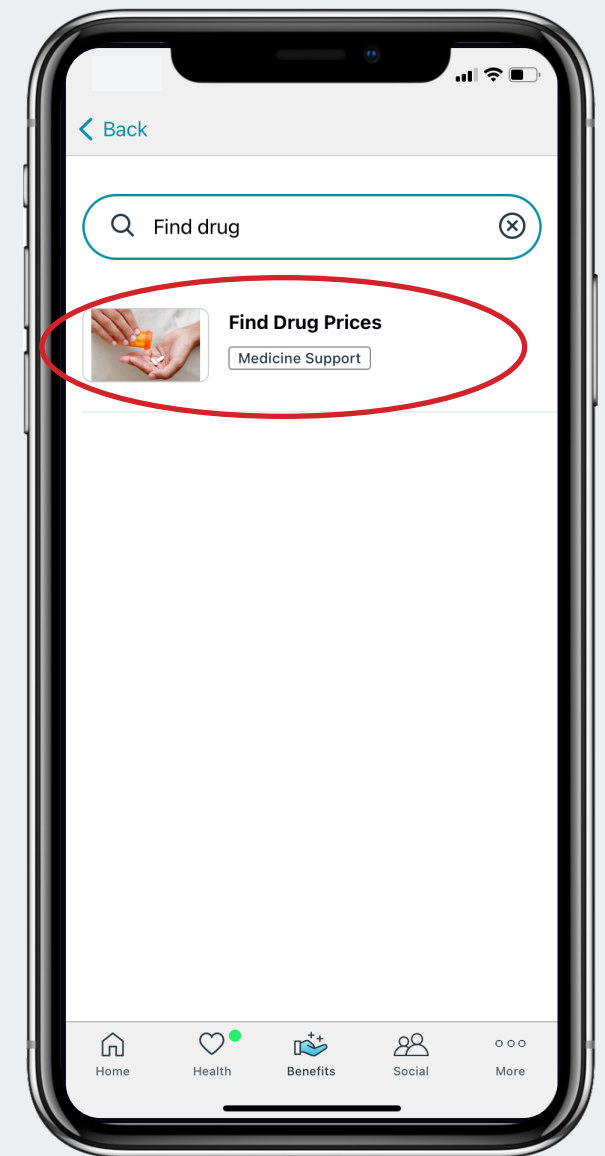 Back
Find drug
Find Drug Prices
Medicine Support
Home
Health
Benefits
Social
More